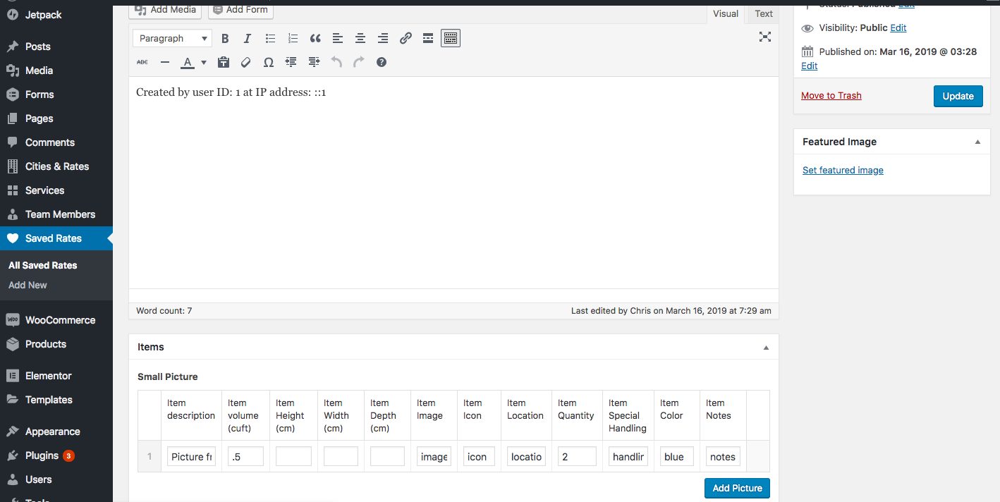 Jetpack
Posts
Media
Forms
Pages
Comments
Cities & Rates
Services
Team Members
Saved Rates
All Saved Rates
Add New
WooCommerce
Products
Elementor
Templates
Appearance
Plugins 3
Users
Tools
Add Media Add Form
Visual Text
Paragraph
ABC
Created by user ID: 1 at IP address: ::1
Word count: 7
Last edited by Chris on March 16, 2019 at 7:29 am
Items
Small Picture
Item description
Item volume (cuft)
Item Height (cm)
Item Width (cm)
Item Depth (cm)
Item Image
Item Icon
Item Location
Item Quantity
Item Special Handling
Item Color
Item Notes
1 Picture fr .5 image icon locatio 2 handlir blue notes
Add Picture
Status: Published Edit
Visibility: Public Edit
Published on: Mar 16, 2019 @ 03:28
Edit
Move to Trash
Update
Featured Image
Set featured image